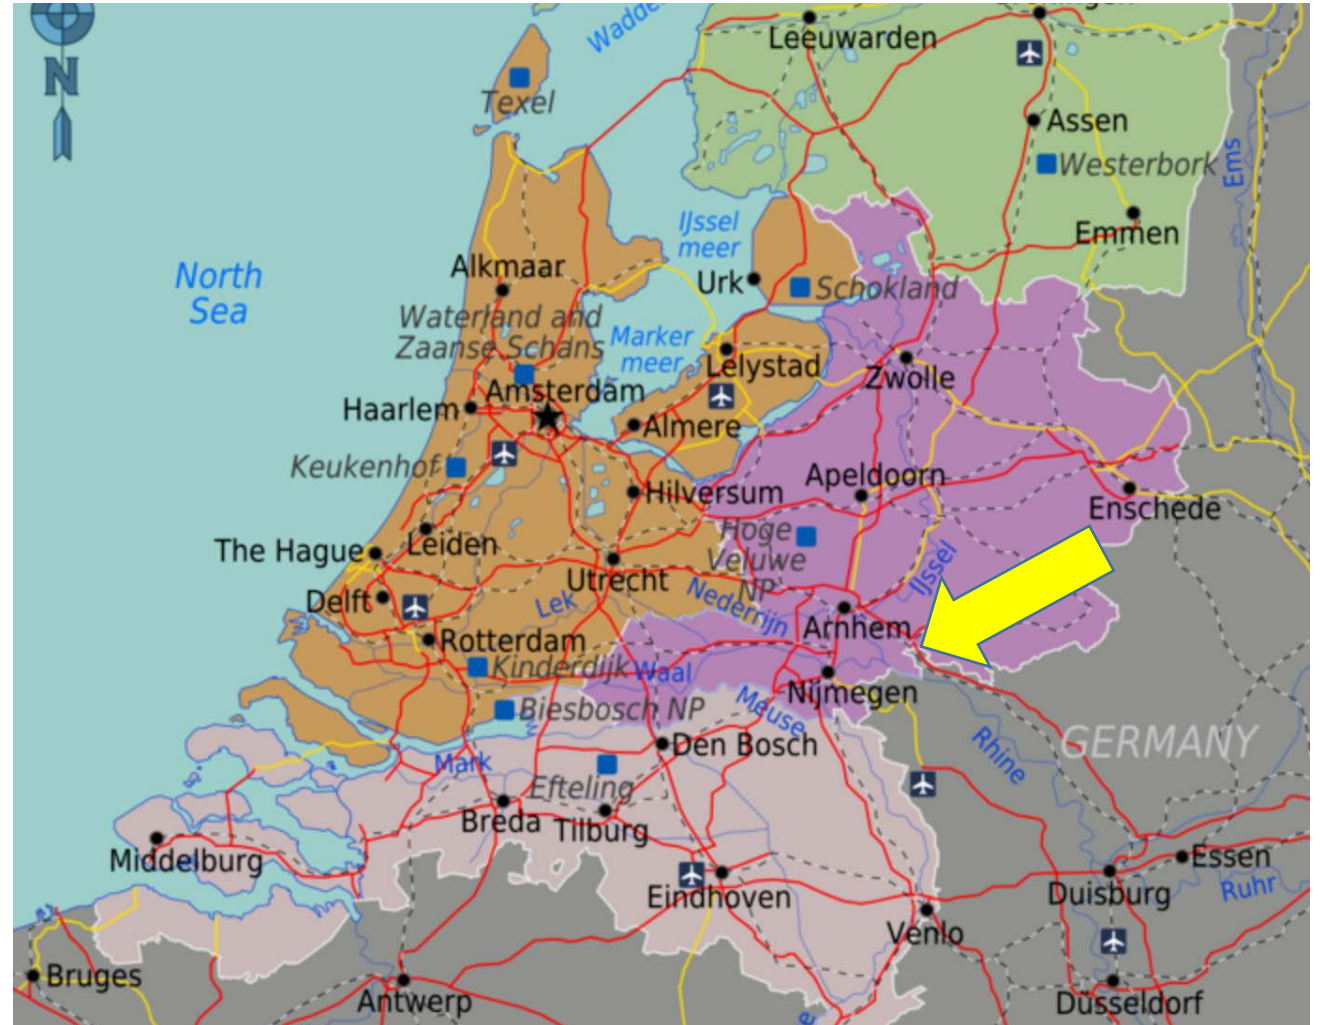 Wadde
Leeuwarden
N
Texel
Assen
Westerbork
Ems
IJssel
meer
Emmen
North
Sea
Alkmaar
Urk
Schokland
Waterland and
Zaanse Schans
Marker
meer
Lelystad
Zwolle
Amsterdam
Haarlem
Almere
Keukenhof
Apeldoorn
Hilversum
Enschede
Hoge
Veluwe
NP
The Hague
Leiden
Utrecht
IJssel
Delft
Lek
Nederrijn
Arnhem
Rotterdam
Kinderdijk
Waal
Nijmegen
Biesbosch NP
Meuse
Den Bosch
GERMANY
Rhine
Mark
Efteling
Breda
Tilburg
Middelburg
Essen
Eindhoven
Duisburg
Ruhr
Venlo
Bruges
Antwerp
Düsseldorf